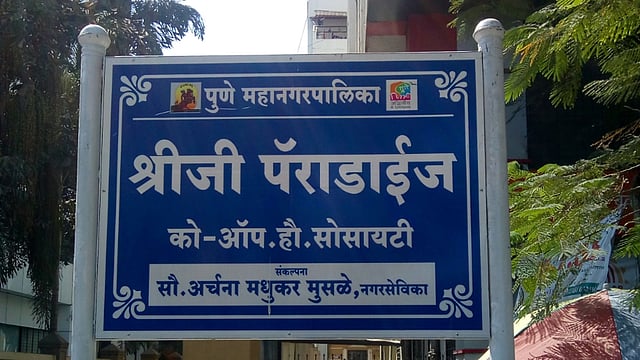 पुणे महानगरपालिका
श्रीजी पॅराडाईज
को-ऑप.हौ.सोसायटी
संकल्पना
सौ.अर्चना मधुकर मुसळे,नगरसेविका